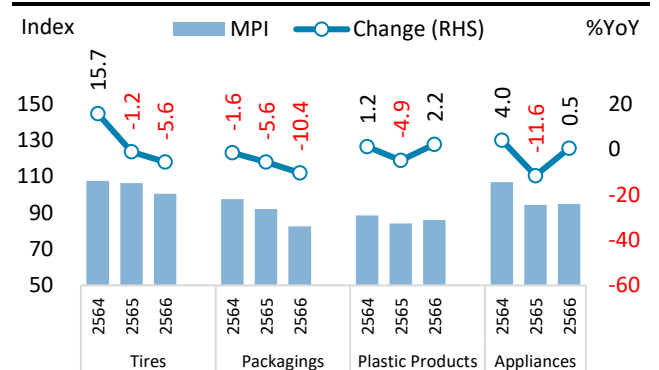 Index MPI Change (RHS) %YoY
15.7 -1.2 -5.6 -1.6 -5.6 -10.4 1.2 -4.9 2.2 4.0 -11.6 0.5
150 20
130 0
110 -20
90 -40
70 -60
50
2564 2565 2566 2564 2565 2566 2564 2565 2566 2564 2565 2566
Tires Packagings Plastic Products Appliances